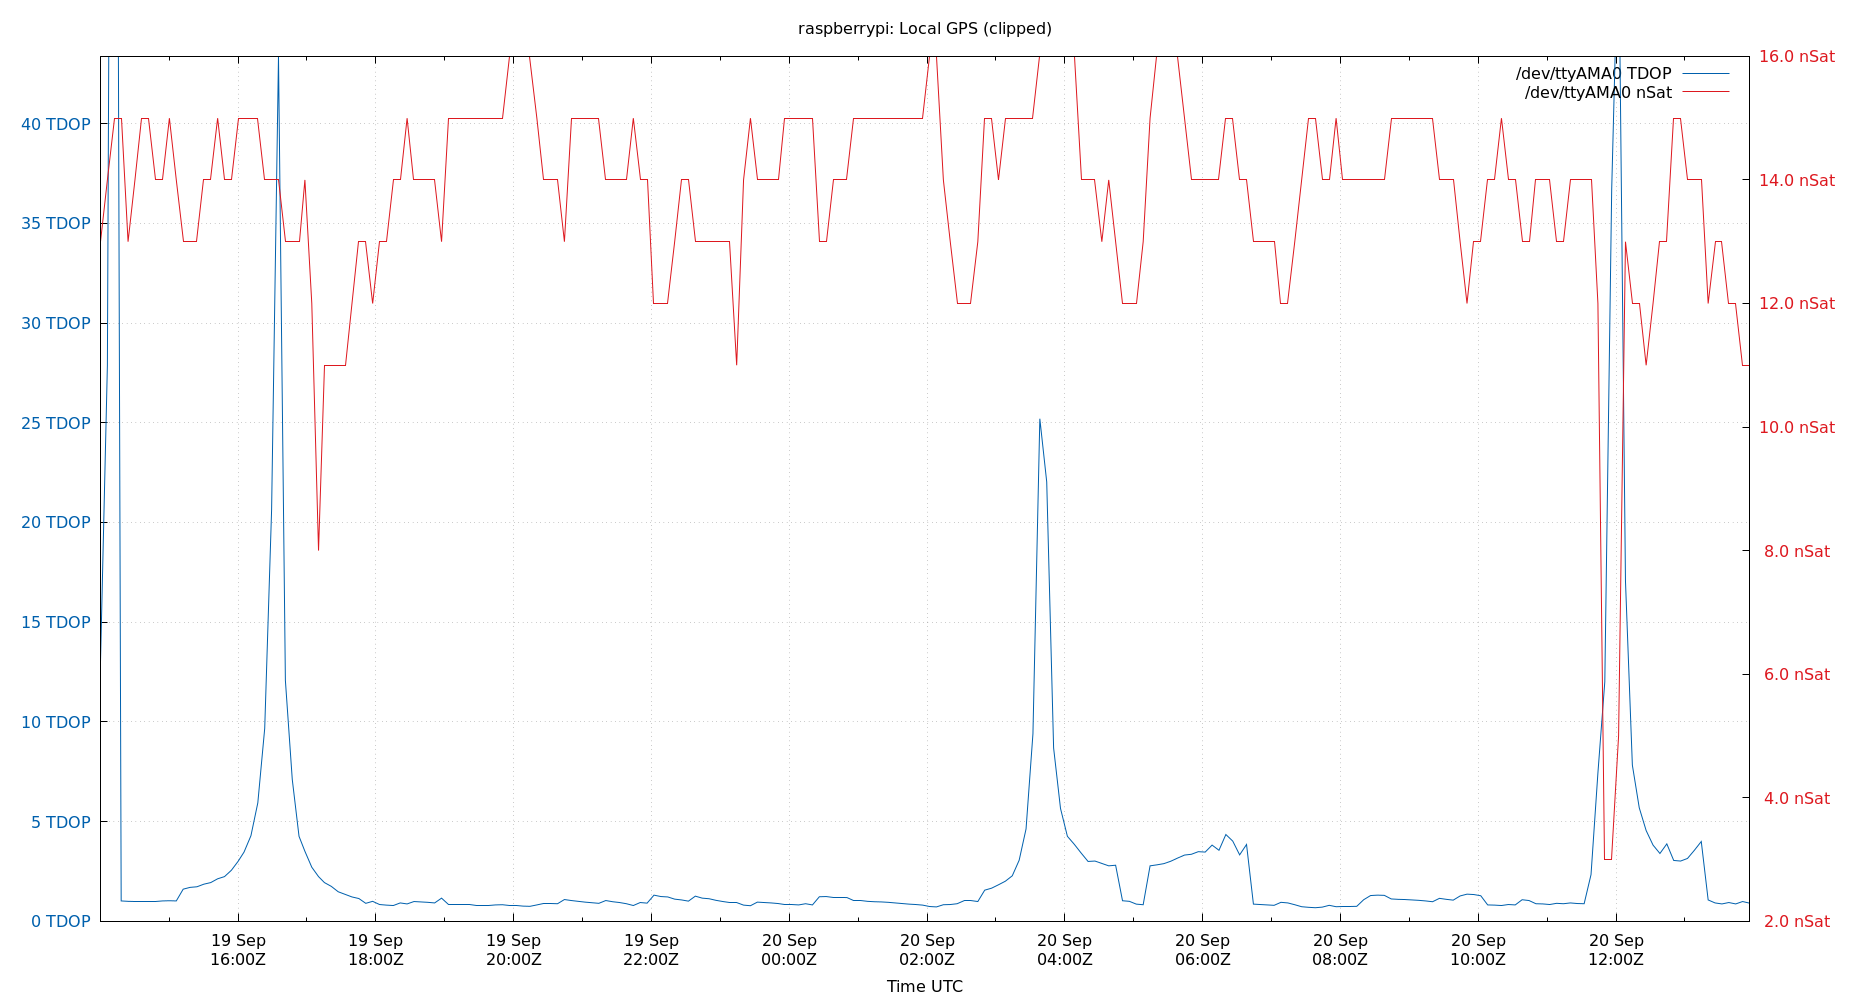 raspberrypi: Local GPS (clipped)
/dev/ttyAMA0 TDOP
/dev/ttyAMA0 nSat
40 TDOP
35 TDOP
30 TDOP
25 TDOP
20 TDOP
15 TDOP
10 TDOP
5 TDOP
0 TDOP
16.0 nSat
14.0 nSat
12.0 nSat
10.0 nSat
8.0 nSat
6.0 nSat
4.0 nSat
2.0 nSat
19 Sep 19 Sep 19 Sep 19 Sep 20 Sep 20 Sep 20 Sep 20 Sep 20 Sep 20 Sep 20 Sep
16:00Z 18:00Z 20:00Z 22:00Z 00:00Z 02:00Z 04:00Z 06:00Z 08:00Z 10:00Z 12:00Z
Time UTC